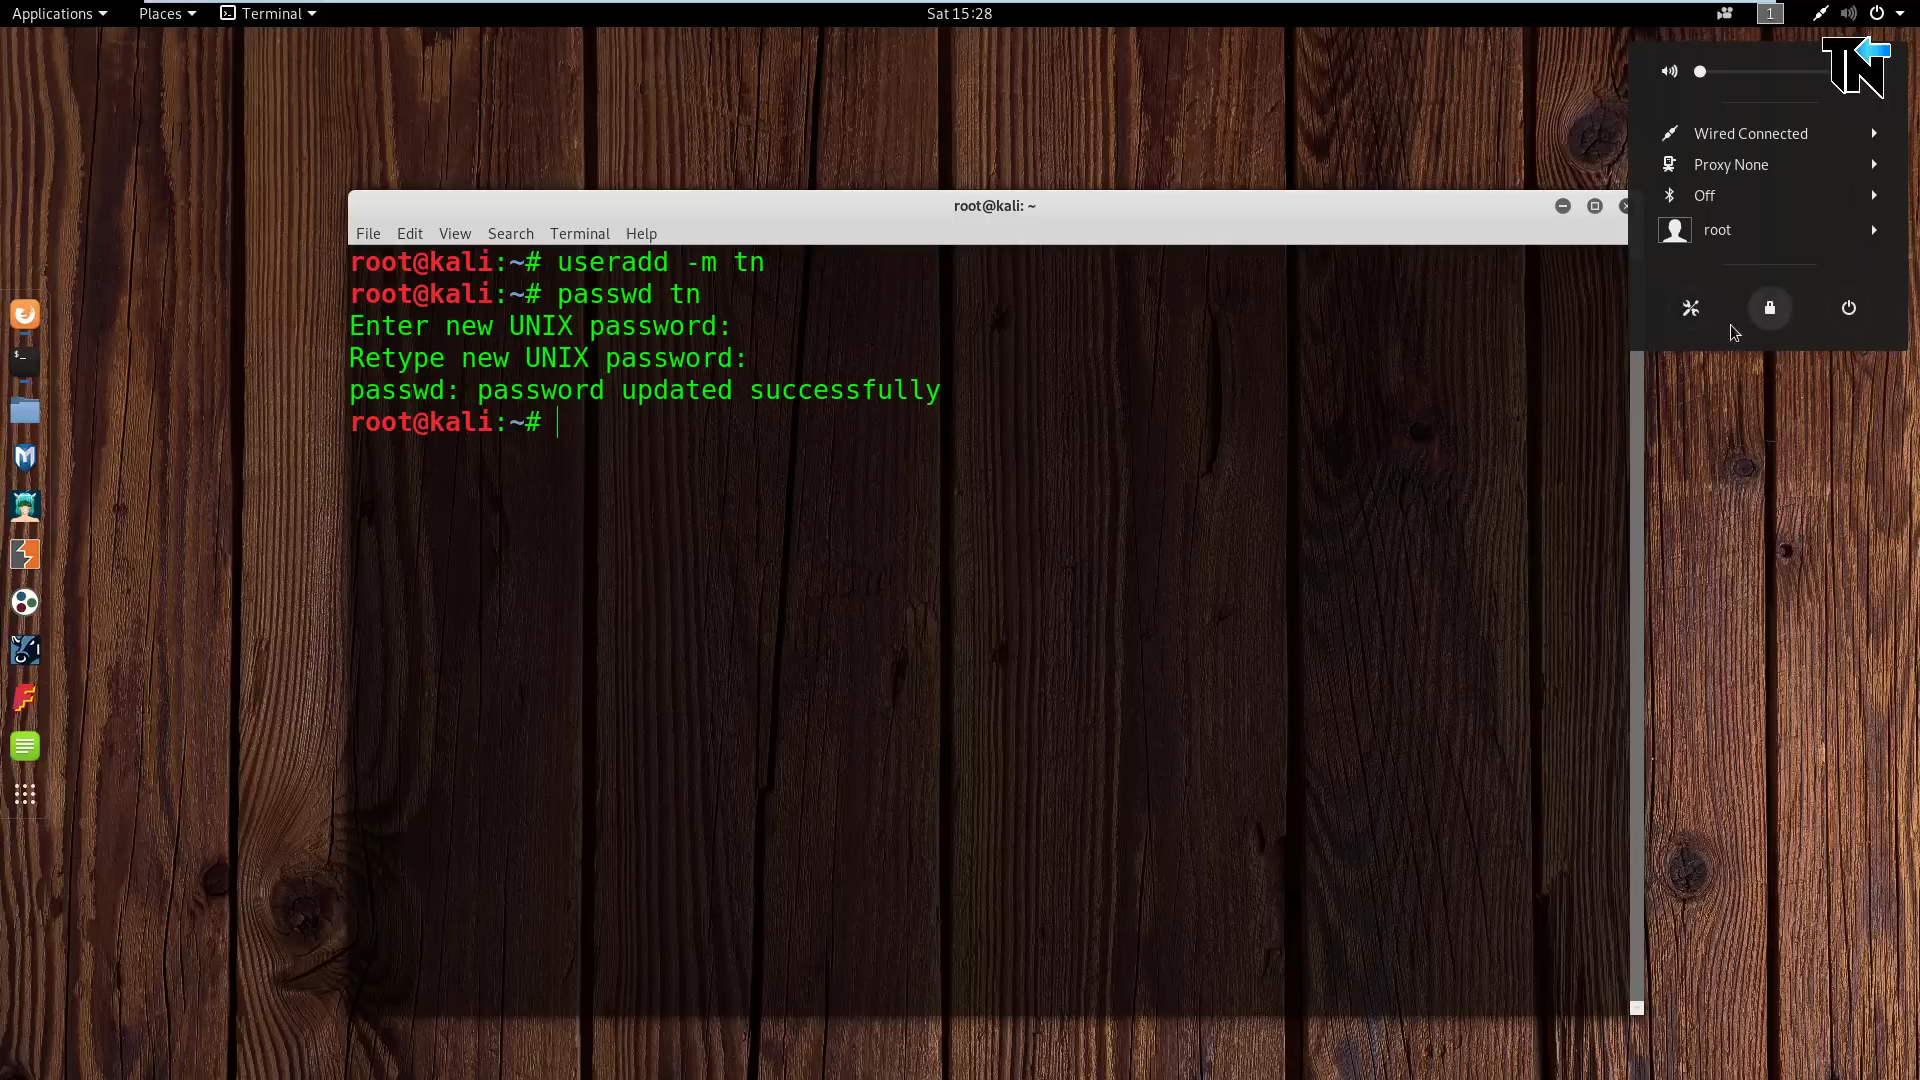 Applications Places Terminal Sat 15:28 1
TN
Wired Connected
Proxy None
Off
root
root@kali: ~
File Edit View Search Terminal Help
root@kali:~# useradd -m tn
root@kali:~# passwd tn
Enter new UNIX password:
Retype new UNIX password:
passwd: password updated successfully
root@kali:~#